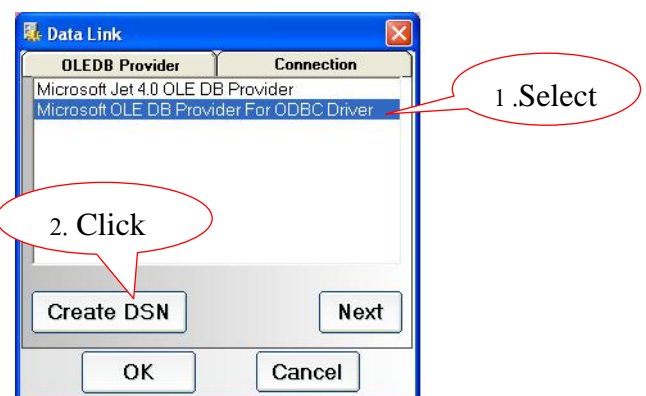 Data Link
OLEDB Provider Connection
Microsoft Jet 4.0 OLE DB Provider
Microsoft OLE DB Provider For ODBC Driver
1 .Select
2. Click
Create DSN Next
OK Cancel